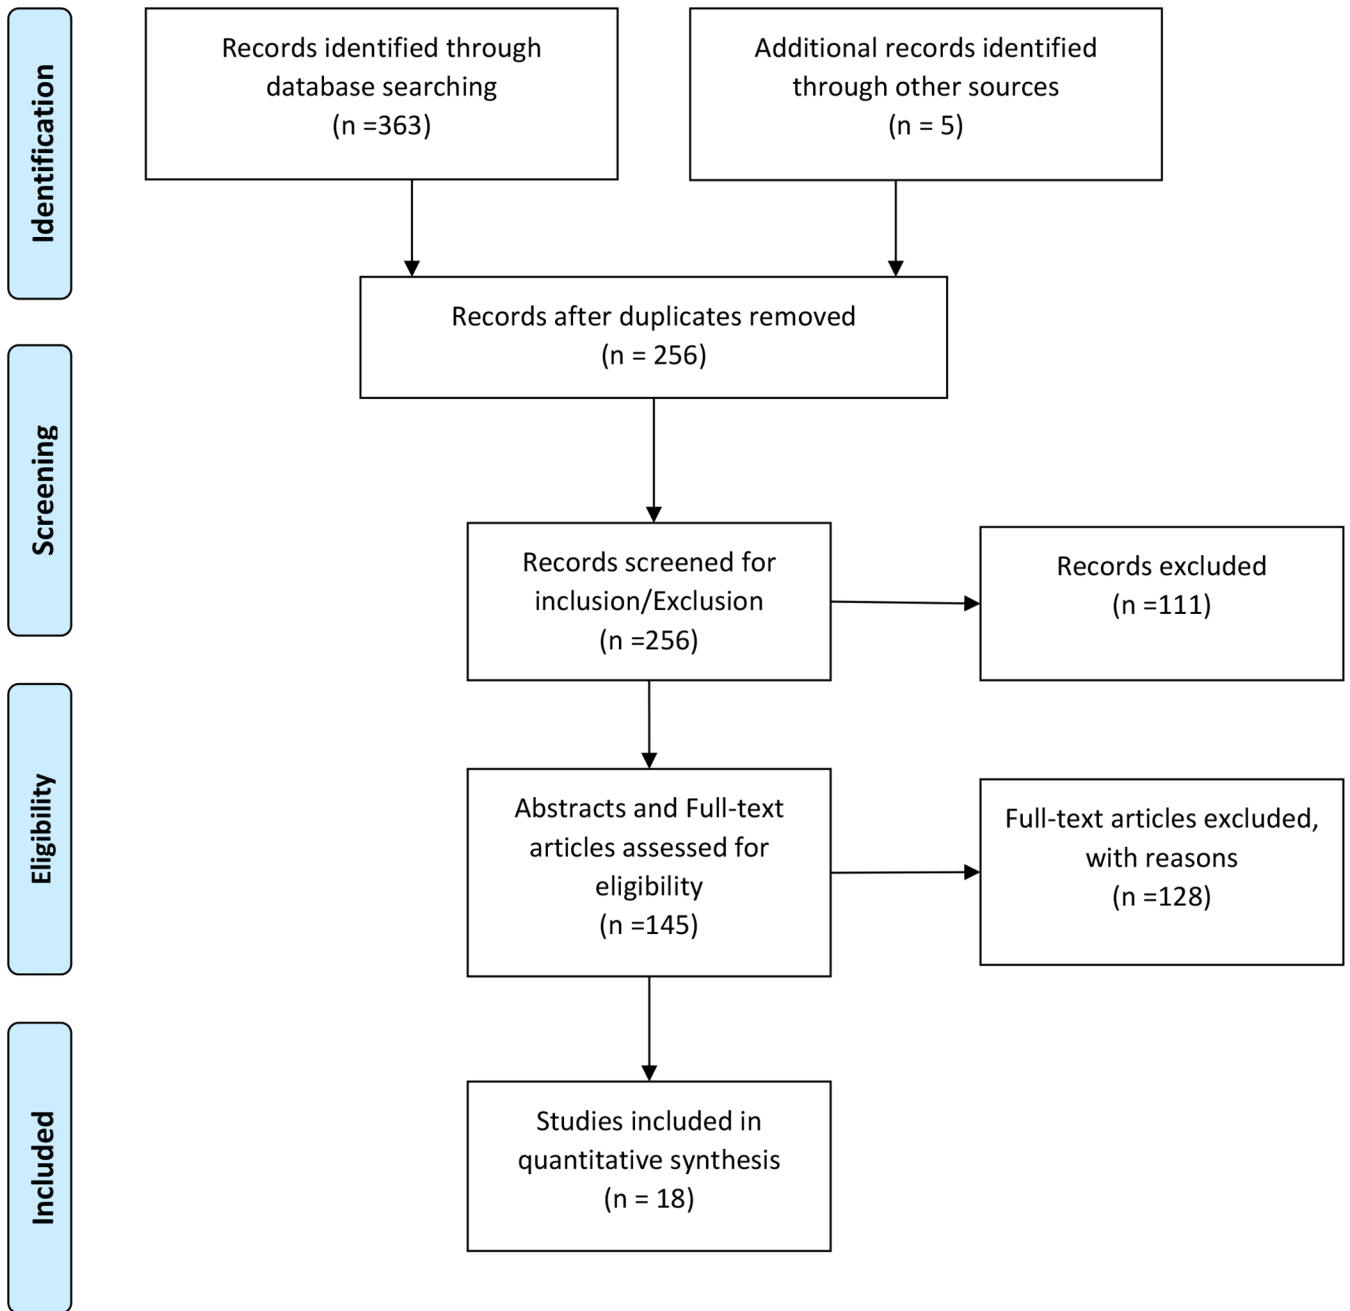 Identification
Records identified through
database searching
(n =363)
Additional records identified
through other sources
(n = 5)
Records after duplicates removed
(n = 256)
Screening
Records screened for
inclusion/Exclusion
(n =256)
Records excluded
(n =111)
Eligibility
Abstracts and Full-text
articles assessed for
eligibility
(n =145)
Full-text articles excluded,
with reasons
(n =128)
Included
Studies included in
quantitative synthesis
(n = 18)